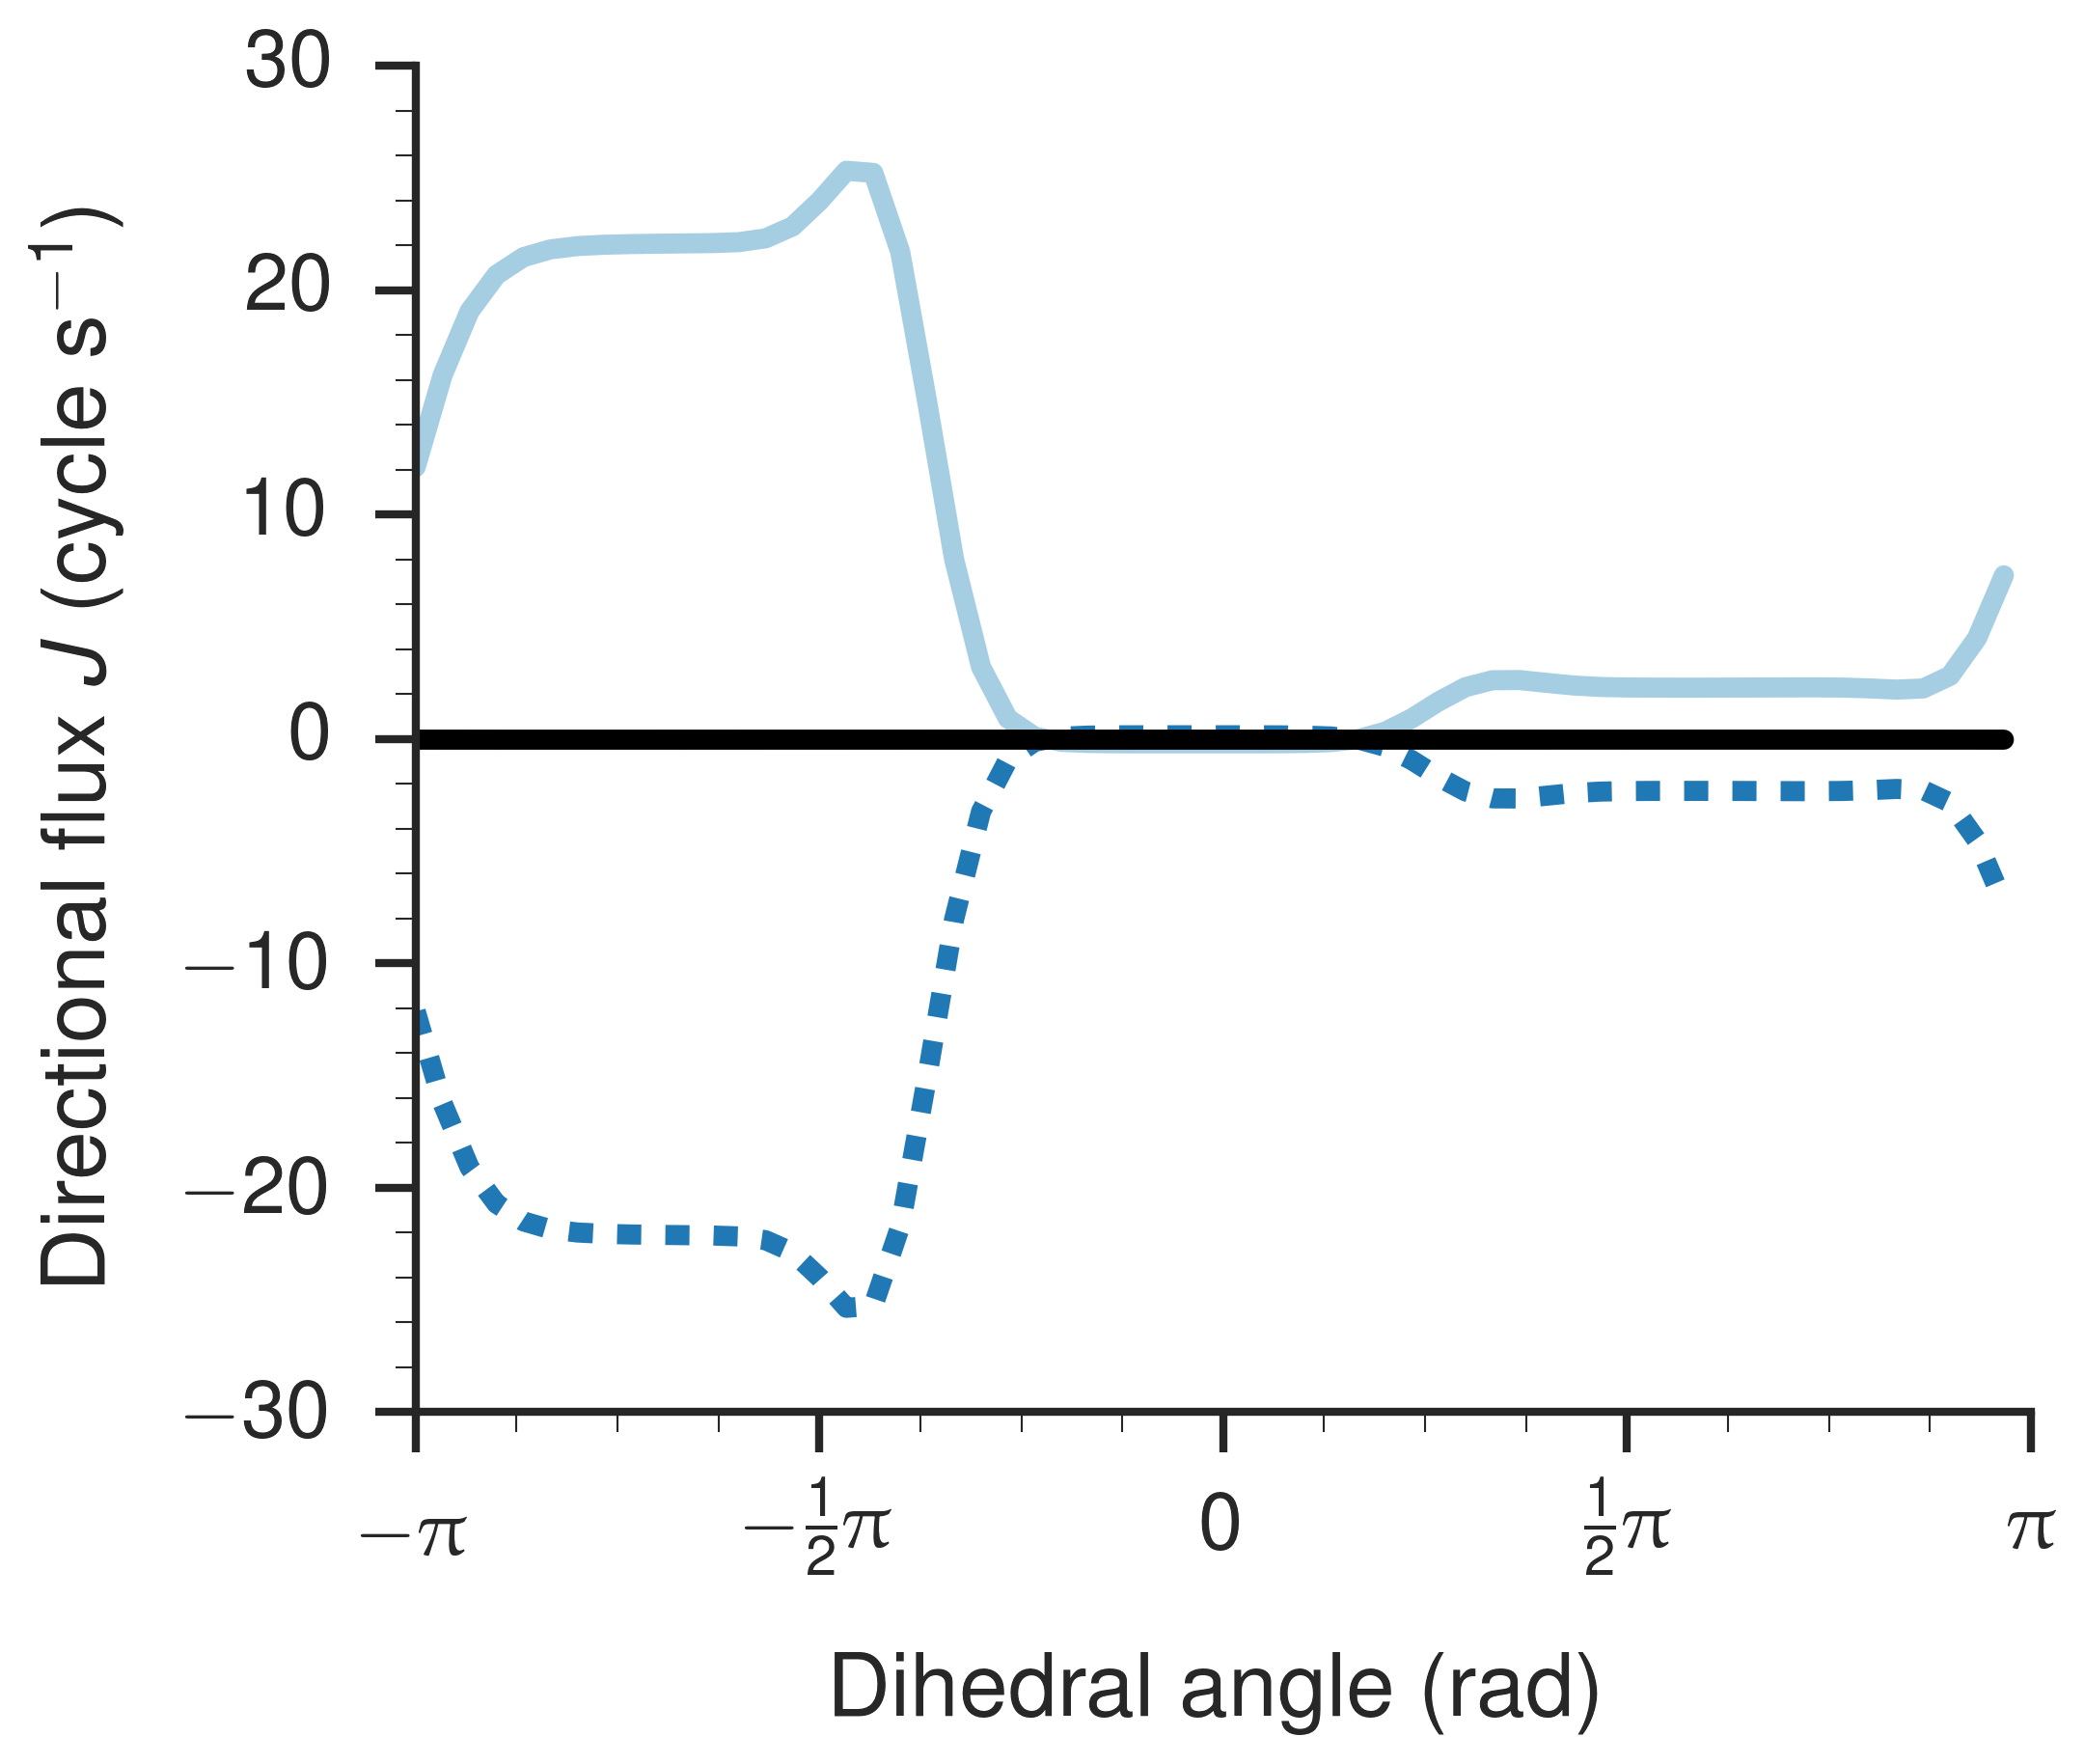 Directional flux J (cycle s⁻¹)
30
20
10
0
−10
−20
−30
−π
−½π
0
½π
π
Dihedral angle (rad)